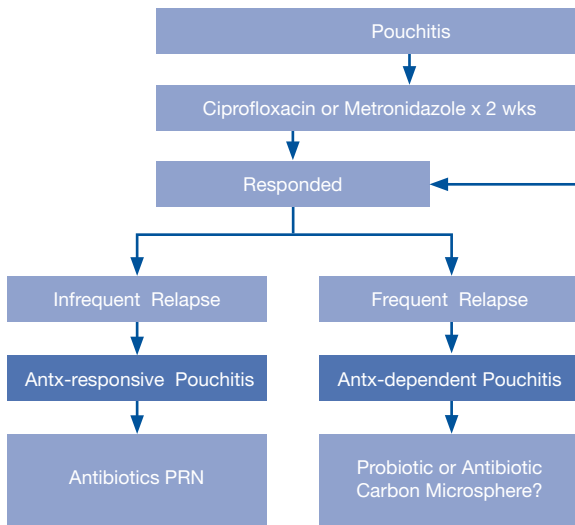 Pouchitis
Ciprofloxacin or Metronidazole x 2 wks
Responded
Infrequent Relapse
Frequent Relapse
Antx-responsive Pouchitis
Antx-dependent Pouchitis
Antibiotics PRN
Probiotic or Antibiotic
Carbon Microsphere?